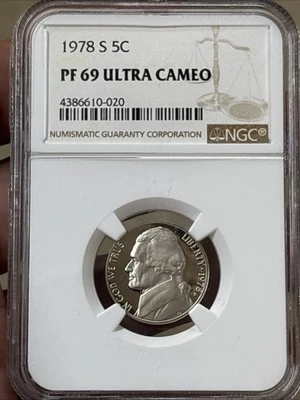 1978 S 5C
PF 69 ULTRA CAMEO
4386610-020
NUMISMATIC GUARANTY CORPORATION
NGC
IN GOD WE TRUST
LIBERTY * 1978